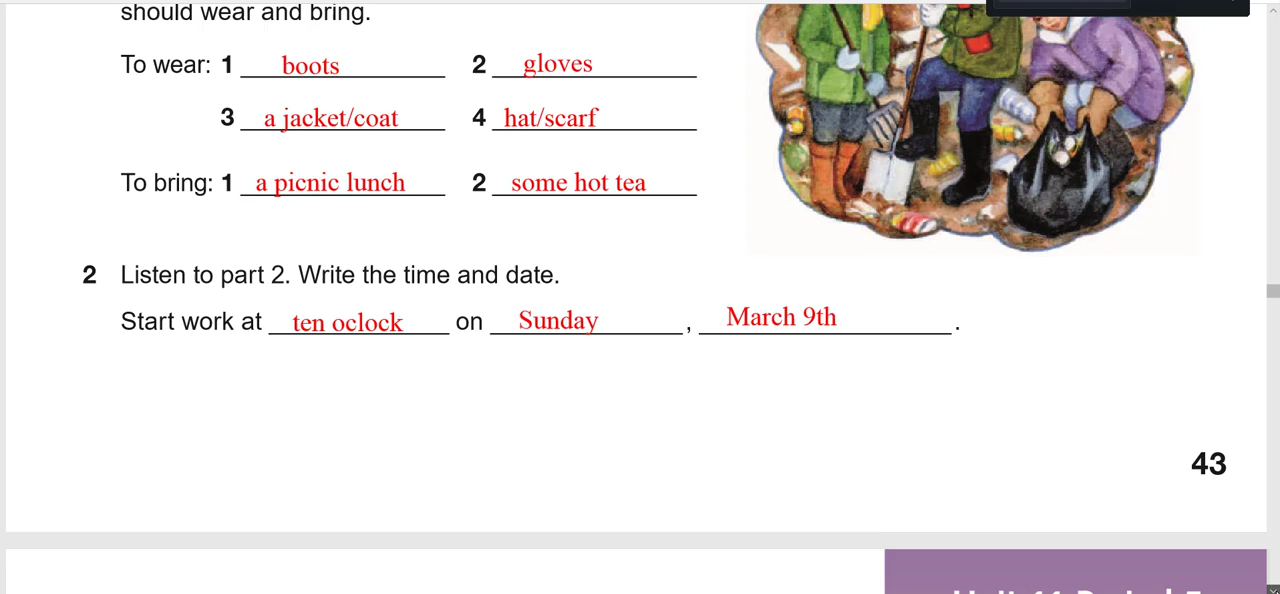 should wear and bring.
To wear: 1 boots 2 gloves
3 a jacket/coat 4 hat/scarf
To bring: 1 a picnic lunch 2 some hot tea
2 Listen to part 2. Write the time and date.
Start work at ten oclock on Sunday , March 9th .
43